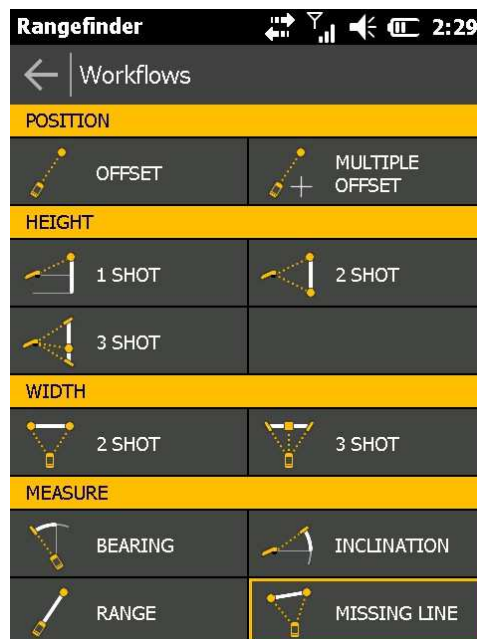 Rangefinder 2:29
Workflows
POSITION
OFFSET
MULTIPLE
OFFSET
HEIGHT
1 SHOT
2 SHOT
3 SHOT
WIDTH
2 SHOT
3 SHOT
MEASURE
BEARING
INCLINATION
RANGE
MISSING LINE